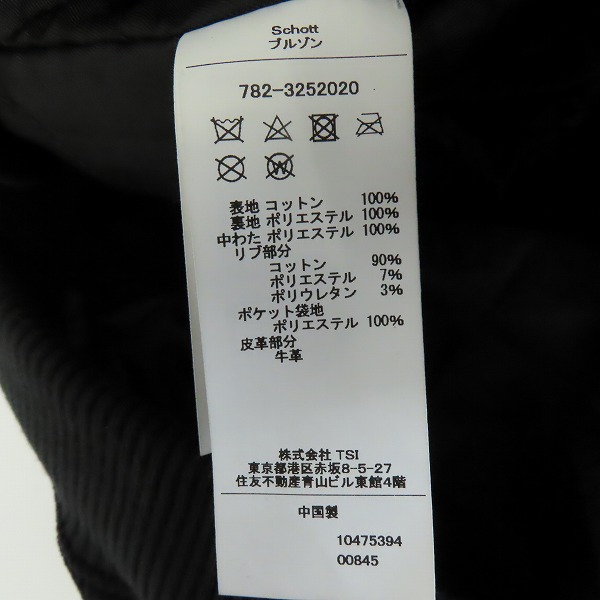 Schott
ブルゾン
782-3252020
W
表地 コットン 100%
裏地 ポリエステル 100%
中わた ポリエステル 100%
リブ部分
コットン 90%
ポリエステル 7%
ポリウレタン 3%
ポケット袋地
ポリエステル 100%
皮革部分
牛革
株式会社 TSI
東京都港区赤坂8-5-27
住友不動産青山ビル東館4階
中国製
10475394
00845